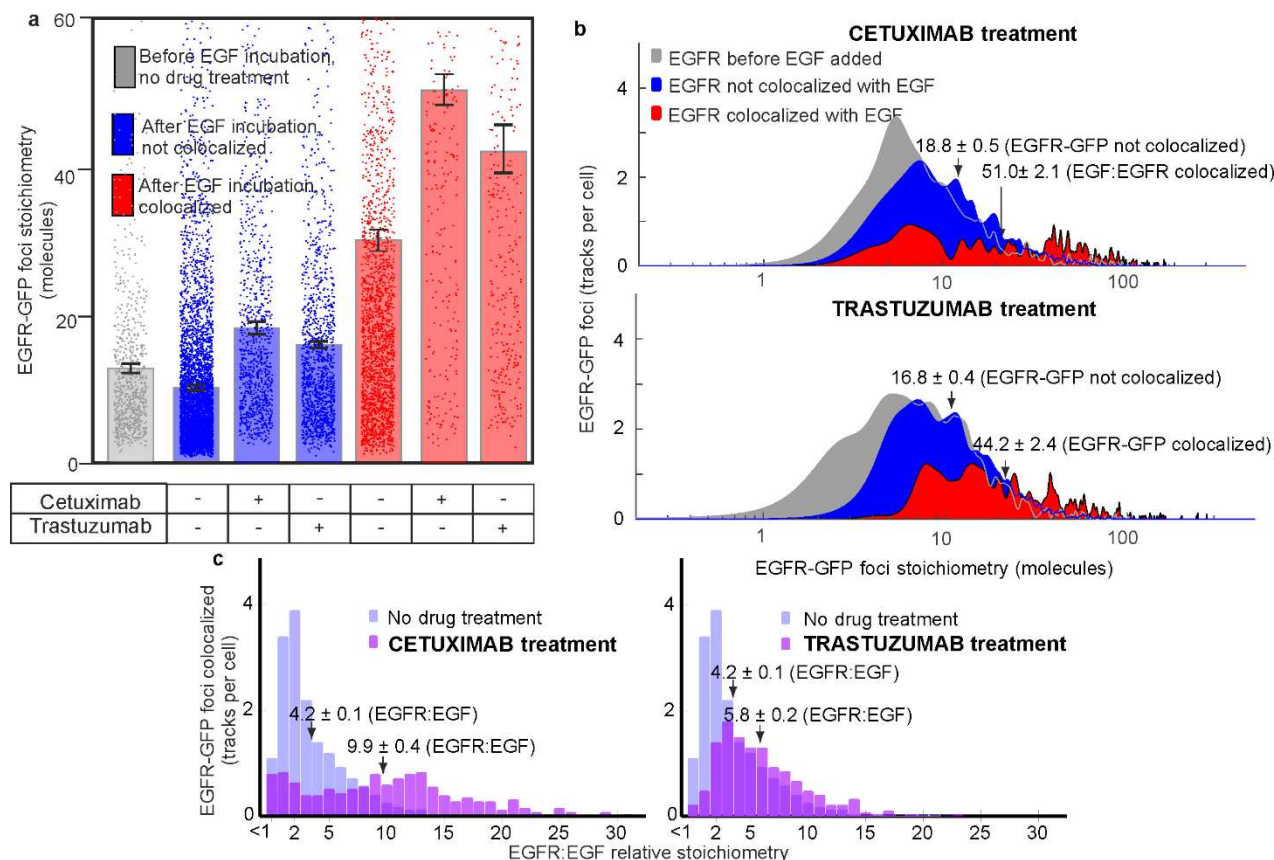 a
60
40
20
0
EGFR-GFP foci stoichiometry
(molecules)
Before EGF incubation,
no drug treatment
After EGF incubation,
not colocalized
After EGF incubation,
colocalized
Cetuximab - + - - + -
Trastuzumab - - + - - +
b
CETUXIMAB treatment
EGFR before EGF added
EGFR not colocalized with EGF
EGFR colocalized with EGF
18.8 ± 0.5 (EGFR-GFP not colocalized)
51.0± 2.1 (EGF:EGFR colocalized)
4
2
0
1 10 100
TRASTUZUMAB treatment
16.8 ± 0.4 (EGFR-GFP not colocalized)
44.2 ± 2.4 (EGFR-GFP colocalized)
4
2
0
1 10 100
EGFR-GFP foci (tracks per cell)
EGFR-GFP foci stoichiometry (molecules)
c
EGFR-GFP foci colocalized
(tracks per cell)
4
2
0
No drug treatment
CETUXIMAB treatment
4.2 ± 0.1 (EGFR:EGF)
9.9 ± 0.4 (EGFR:EGF)
<1 2 5 10 15 20 25 30
EGFR:EGF relative stoichiometry
4
2
0
No drug treatment
TRASTUZUMAB treatment
4.2 ± 0.1 (EGFR:EGF)
5.8 ± 0.2 (EGFR:EGF)
<1 2 5 10 15 20 25 30